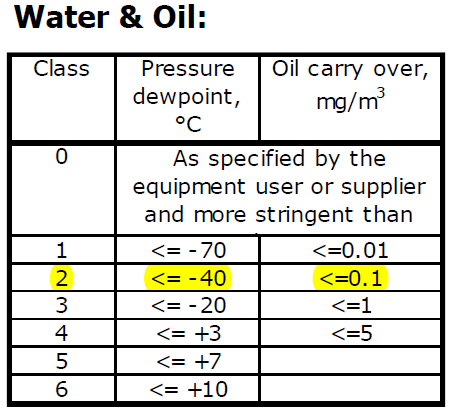 Water & Oil:
Class Pressure dewpoint, °C Oil carry over, mg/m³
0 As specified by the equipment user or supplier and more stringent than
1 <= -70 <=0.01
2 <= -40 <=0.1
3 <= -20 <=1
4 <= +3 <=5
5 <= +7
6 <= +10